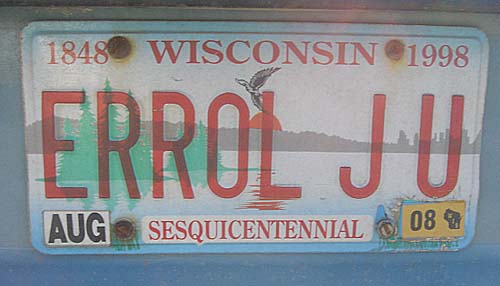 1848 WISCONSIN 1998
ERROL JU
AUG SESQUICENTENNIAL 08